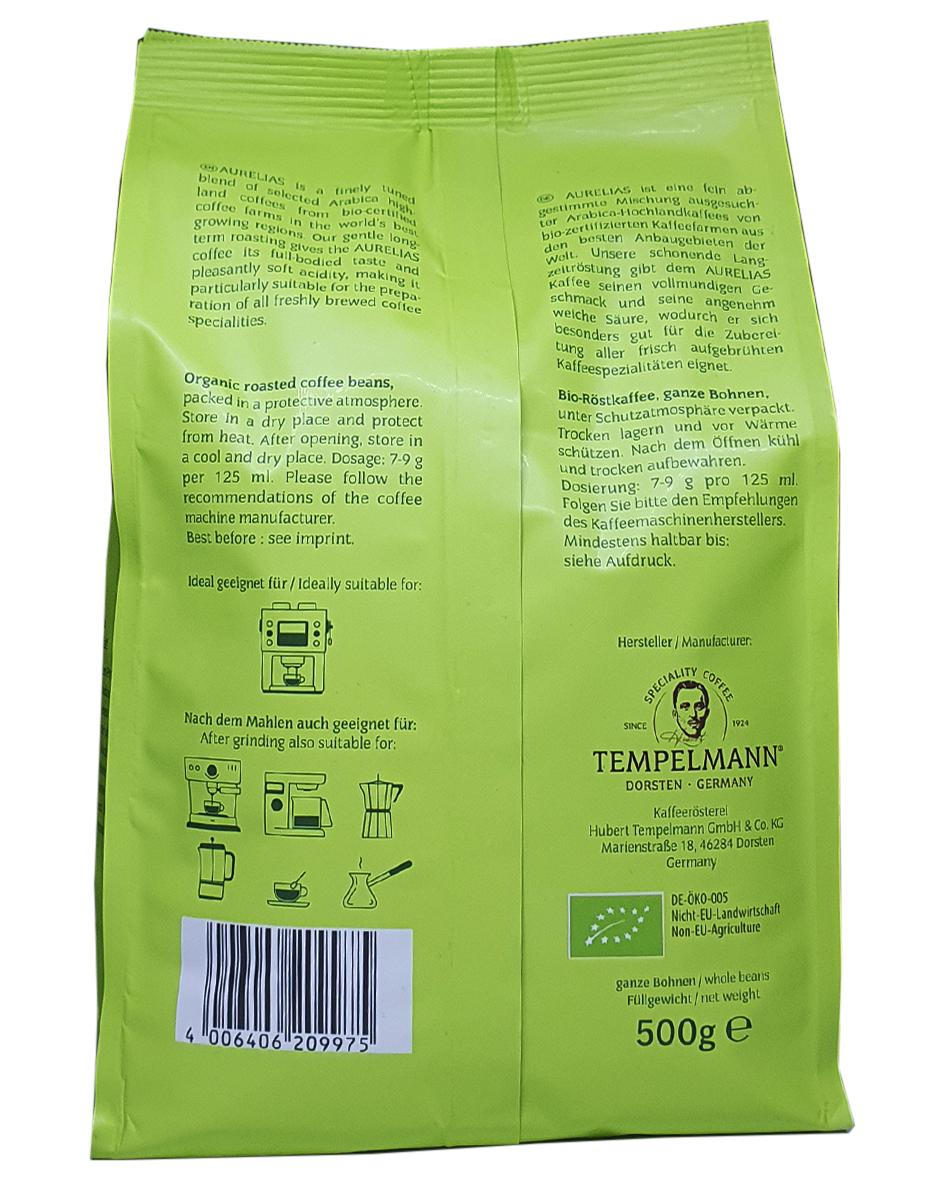 EN AURELIAS is a finely tuned
blend of selected Arabica high-
land coffees from bio-certified
coffee farms in the world's best
growing regions. Our gentle long-
term roasting gives the AURELIAS
coffee its full-bodied taste and
pleasantly soft acidity, making it
particularly suitable for the prepa-
ration of all freshly brewed coffee
specialities.
Organic roasted coffee beans,
packed in a protective atmosphere.
Store in a dry place and protect
from heat. After opening, store in
a cool and dry place. Dosage: 7-9 g
per 125 ml. Please follow the
recommendations of the coffee
machine manufacturer.
Best before : see imprint.
Ideal geeignet für / Ideally suitable for:
Nach dem Mahlen auch geeignet für:
After grinding also suitable for:
4 006406 209975
DE AURELIAS ist eine fein ab-
gestimmte Mischung ausgesuch-
ter Arabica-Hochlandkaffees von
bio-zertifizierten Kaffeefarmen aus
den besten Anbaugebieten der
Welt. Unsere schonende Lang-
zeitröstung gibt dem AURELIAS
Kaffee seinen vollmundigen Ge-
schmack und seine angenehm
weiche Säure, wodurch er sich
besonders gut für die Zuberei-
tung aller frisch aufgebrühten
Kaffeespezialitäten eignet.
Bio-Röstkaffee, ganze Bohnen,
unter Schutzatmosphäre verpackt.
Trocken lagern und vor Wärme
schützen. Nach dem Öffnen kühl
und trocken aufbewahren.
Dosierung: 7-9 g pro 125 ml.
Folgen Sie bitte den Empfehlungen
des Kaffeemaschinenherstellers.
Mindestens haltbar bis:
siehe Aufdruck.
Hersteller / Manufacturer:
SPECIALITY COFFEE
SINCE 1924
TEMPELMANN®
DORSTEN · GERMANY
Kaffeerösterei
Hubert Tempelmann GmbH & Co. KG
Marienstraße 18, 46284 Dorsten
Germany
DE-ÖKO-005
Nicht-EU-Landwirtschaft
Non-EU-Agriculture
ganze Bohnen / whole beans
Füllgewicht / net weight
500g ℮